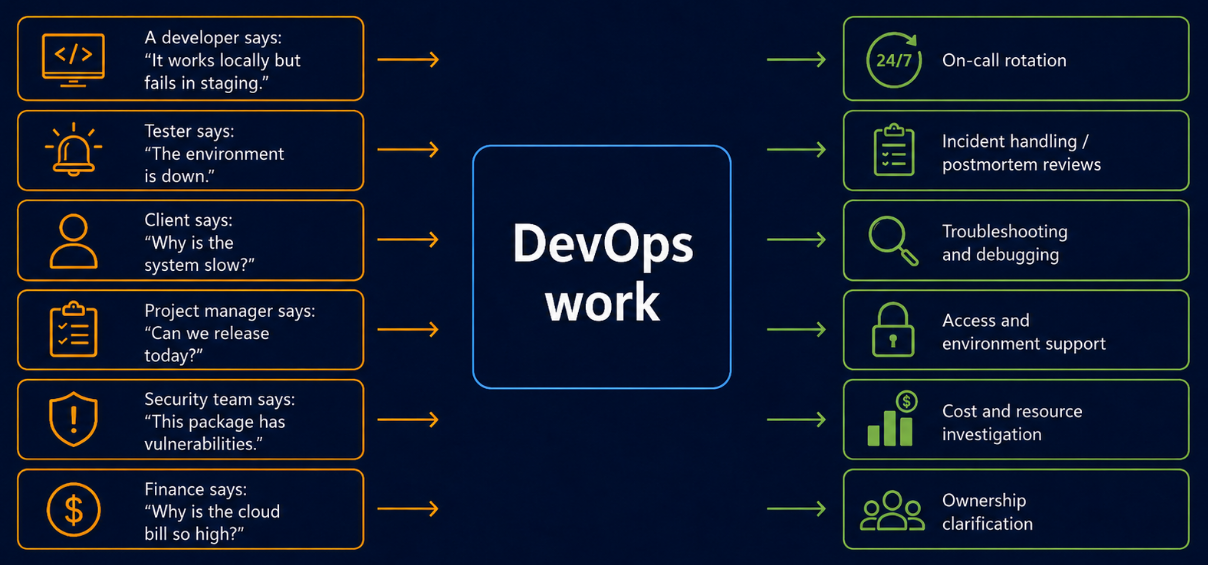 A developer says:
“It works locally but
fails in staging.”
Tester says:
“The environment
is down.”
Client says:
“Why is the
system slow?”
Project manager says:
“Can we release
today?”
Security team says:
“This package has
vulnerabilities.”
$
Finance says:
“Why is the cloud
bill so high?”
DevOps
work
24/7
On-call rotation
Incident handling /
postmortem reviews
Troubleshooting
and debugging
Access and
environment support
$
Cost and resource
investigation
Ownership
clarification